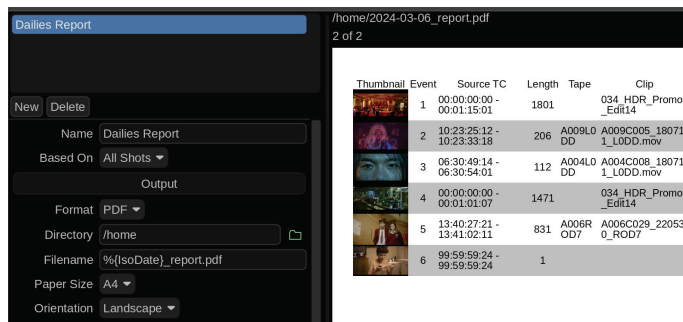 Dailies Report
New Delete
Name Dailies Report
Based On All Shots
Output
Format PDF
Directory /home
Filename %{IsoDate}_report.pdf
Paper Size A4
Orientation Landscape
/home/2024-03-06_report.pdf
2 of 2
Thumbnail Event Source TC Length Tape Clip
1 00:00:00:00 - 00:01:15:01 1801 034_HDR_Promo _Edit14
2 10:23:25:12 - 10:23:33:18 206 A009L0 DD A009C005_18071 1_L0DD.mov
3 06:30:49:14 - 06:30:54:01 112 A004L0 DD A004C008_18071 1_L0DD.mov
4 00:00:00:00 - 00:01:01:07 1471 034_HDR_Promo _Edit14
5 13:40:27:21 - 13:41:02:11 831 A006R OD7 A006C029_22053 0_ROD7
6 99:59:59:24 - 99:59:59:24 1